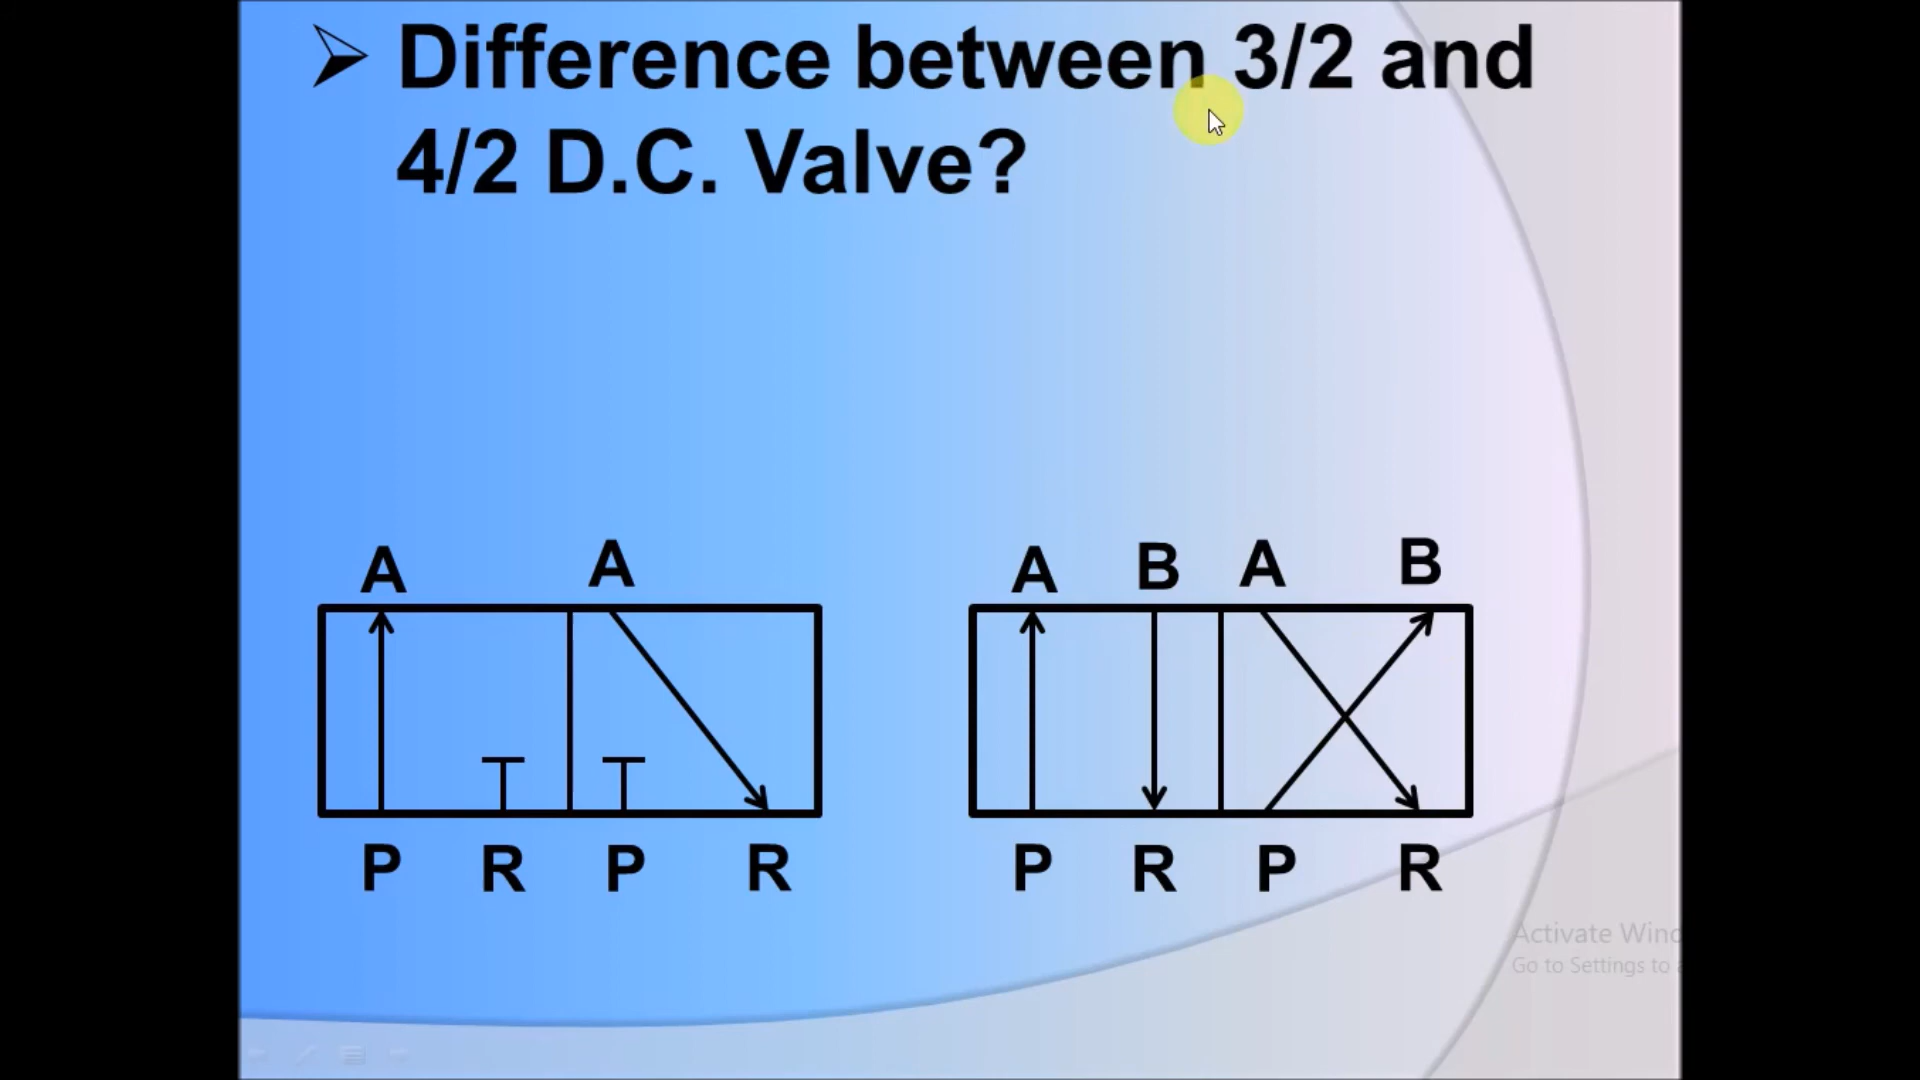 ➢ Difference between 3/2 and
4/2 D.C. Valve?
A A A B A B
P R P R P R P R
Activate Wind
Go to Settings to a